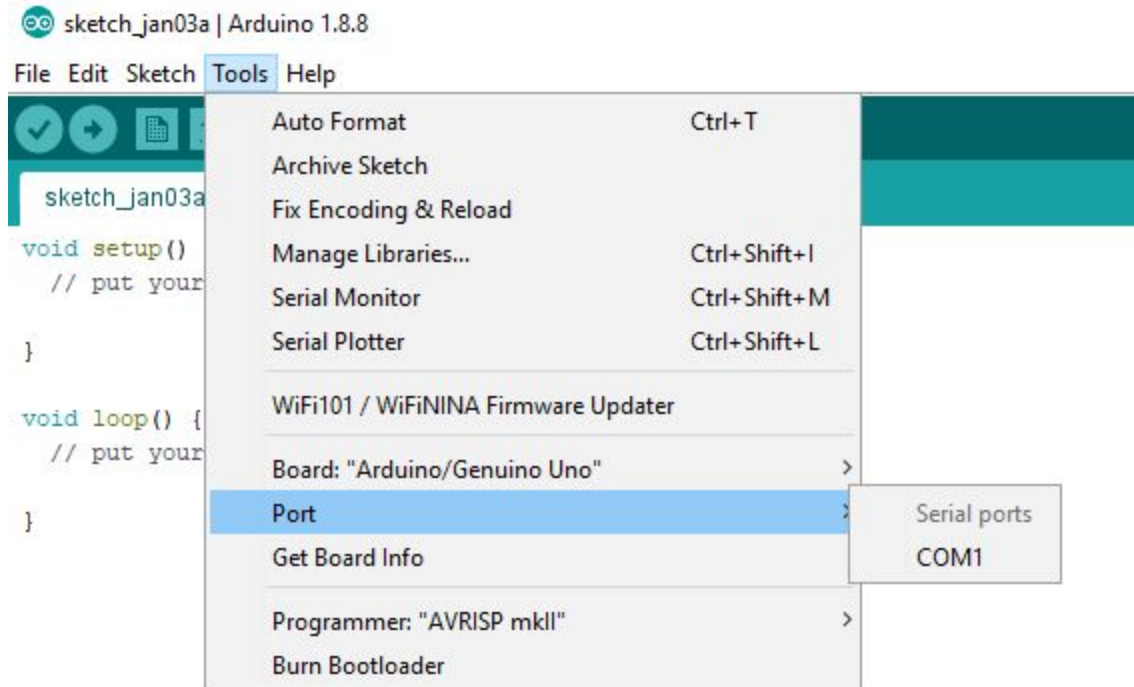 sketch_jan03a | Arduino 1.8.8
File Edit Sketch Tools Help
sketch_jan03a
void setup()
// put your
}
void loop() {
// put your
}
Auto Format Ctrl+T
Archive Sketch
Fix Encoding & Reload
Manage Libraries... Ctrl+Shift+I
Serial Monitor Ctrl+Shift+M
Serial Plotter Ctrl+Shift+L
WiFi101 / WiFiNINA Firmware Updater
Board: "Arduino/Genuino Uno"
Port
Get Board Info
Programmer: "AVRISP mkII"
Burn Bootloader
Serial ports
COM1